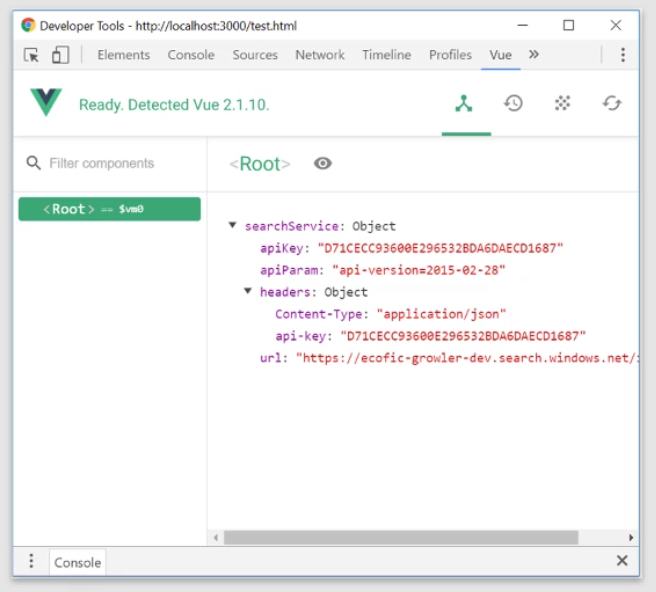 Developer Tools - http://localhost:3000/test.html
Elements Console Sources Network Timeline Profiles Vue »
Ready. Detected Vue 2.1.10.
Filter components
<Root>
<Root> == $vm0
searchService: Object
apiKey: "D71CECC93600E296532BDA6DAECD1687"
apiParam: "api-version=2015-02-28"
headers: Object
Content-Type: "application/json"
api-key: "D71CECC93600E296532BDA6DAECD1687"
url: "https://ecofic-growler-dev.search.windows.net/
Console